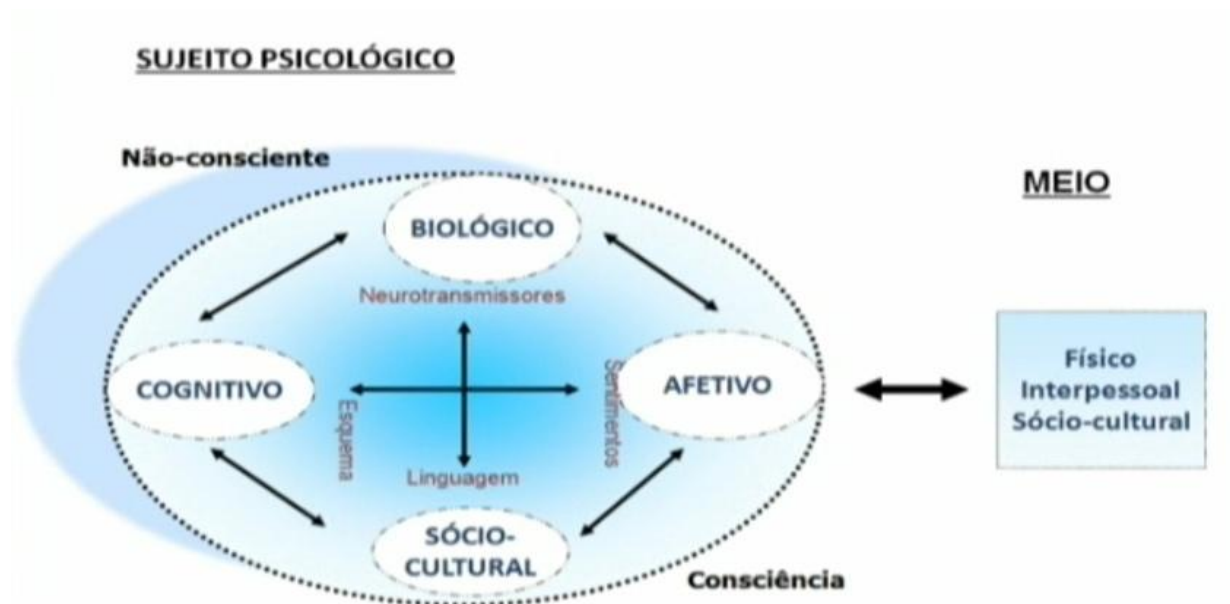 SUJEITO PSICOLÓGICO
Não-consciente
MEIO
BIOLÓGICO
Neurotransmissores
COGNITIVO
Esquema
Sentimentos
AFETIVO
Físico
Interpessoal
Sócio-cultural
Linguagem
SÓCIO-
CULTURAL
Consciência